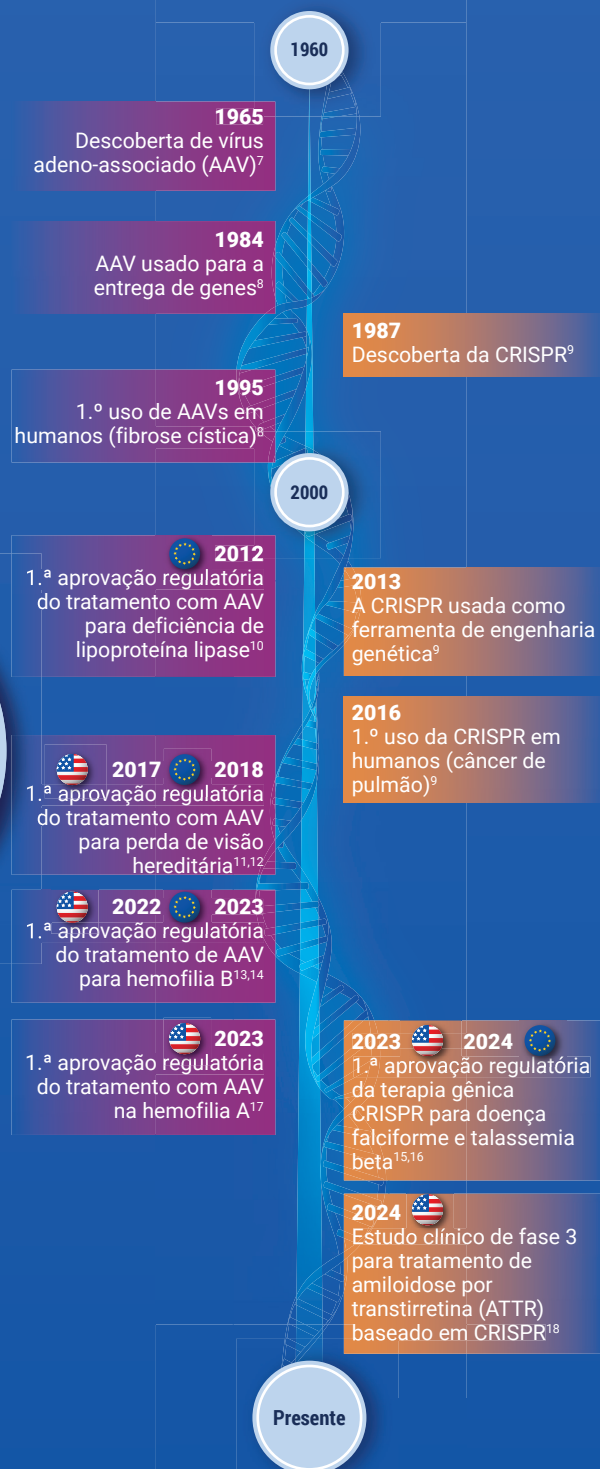 1960
1965
Descoberta de vírus
adeno-associado (AAV)7
1984
AAV usado para a
entrega de genes8
1987
Descoberta da CRISPR9
1995
1.º uso de AAVs em
humanos (fibrose cística)8
2000
2012
1.ª aprovação regulatória
do tratamento com AAV
para deficiência de
lipoproteína lipase10
2013
A CRISPR usada como
ferramenta de engenharia
genética9
2016
1.º uso da CRISPR em
humanos (câncer de
pulmão)9
2017 2018
1.ª aprovação regulatória
do tratamento com AAV
para perda de visão
hereditária11,12
2022 2023
1.ª aprovação regulatória
do tratamento de AAV
para hemofilia B13,14
2023
1.ª aprovação regulatória
do tratamento com AAV
na hemofilia A17
2023 2024
1.ª aprovação regulatória
da terapia gênica
CRISPR para doença
falciforme e talassemia
beta15,16
2024
Estudo clínico de fase 3
para tratamento de
amiloidose por
transtirretina (ATTR)
baseado em CRISPR18
Presente